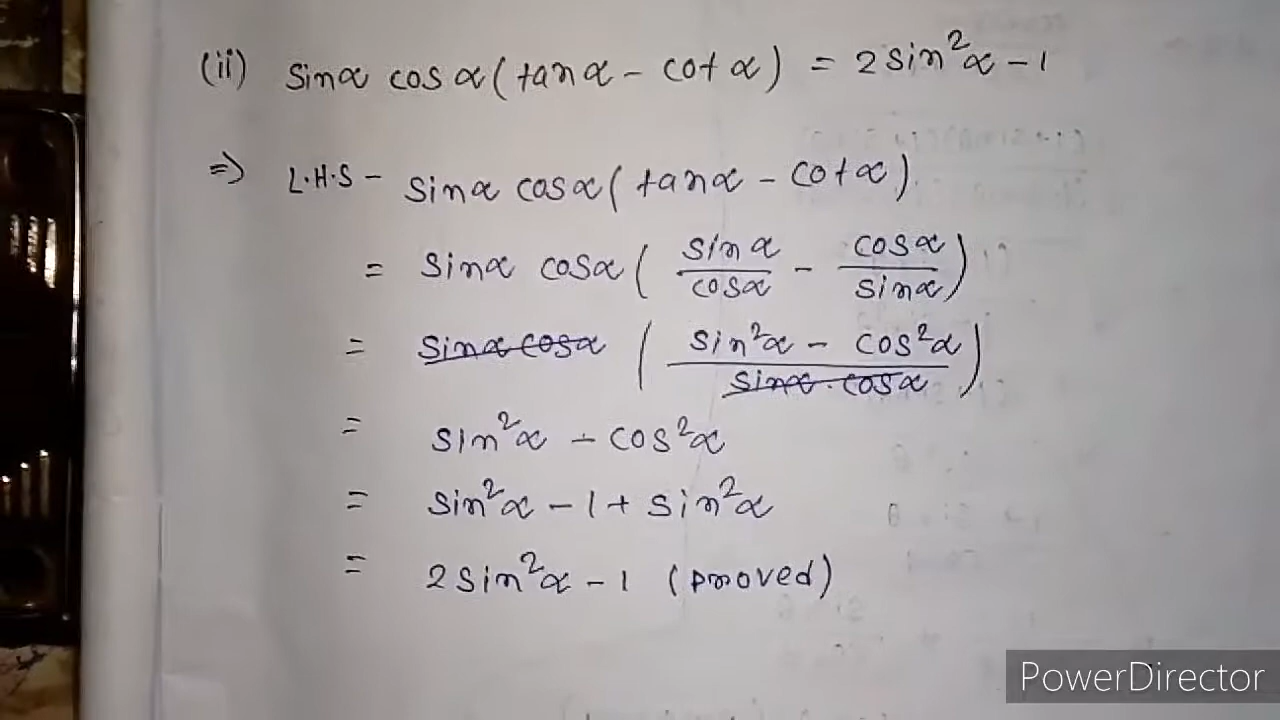 (ii) sinα cosα (tanα - cotα) = 2sin²α - 1
=> L.H.S - sinα cosα (tanα - cotα)
= sinα cosα ( sinα/cosα - cosα/sinα )
= sinα cosα ( sin²α - cos²α / sinα . cosα )
= sin²α - cos²α
= sin²α - 1 + sin²α
= 2sin²α - 1 (proved)
PowerDirector